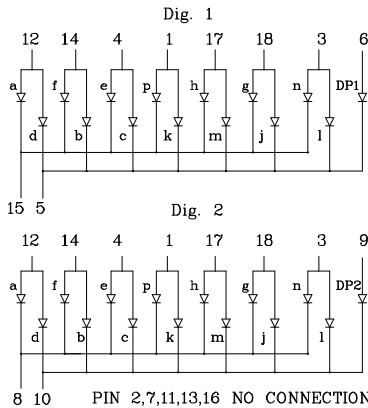 Dig. 1
12 14 4 1 17 18 3 6
a f e p h g n DP1
d b c k m j l
15 5
Dig. 2
12 14 4 1 17 18 3 9
a f e p h g n DP2
d b c k m j l
8 10 PIN 2,7,11,13,16 NO CONNECTION